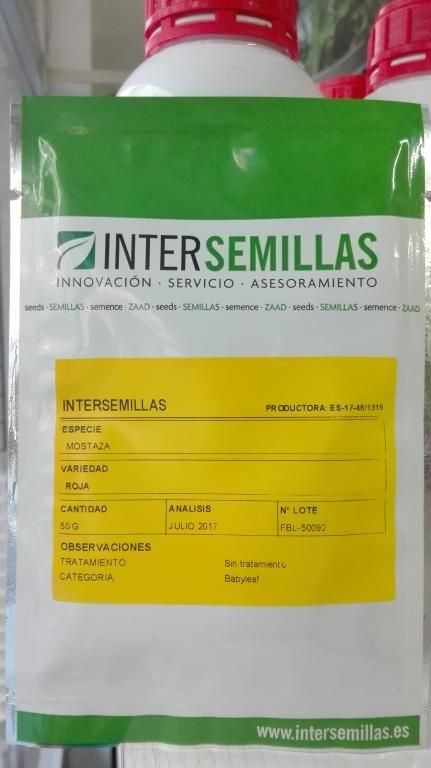 INTERSEMILLAS
INNOVACIÓN · SERVICIO · ASESORAMIENTO
seeds · SEMILLAS · semence · ZAAD · seeds · SEMILLAS · semence · ZAAD · seeds · SEMILLAS · semence · ZAAD
INTERSEMILLAS PRODUCTORA: ES-17-46/1319
ESPECIE
MOSTAZA
VARIEDAD
ROJA
CANTIDAD ANALISIS Nº LOTE
50 G JULIO 2017 FBL-50092
OBSERVACIONES
TRATAMIENTO Sin tratamiento
CATEGORIA Babyleaf
www.intersemillas.es